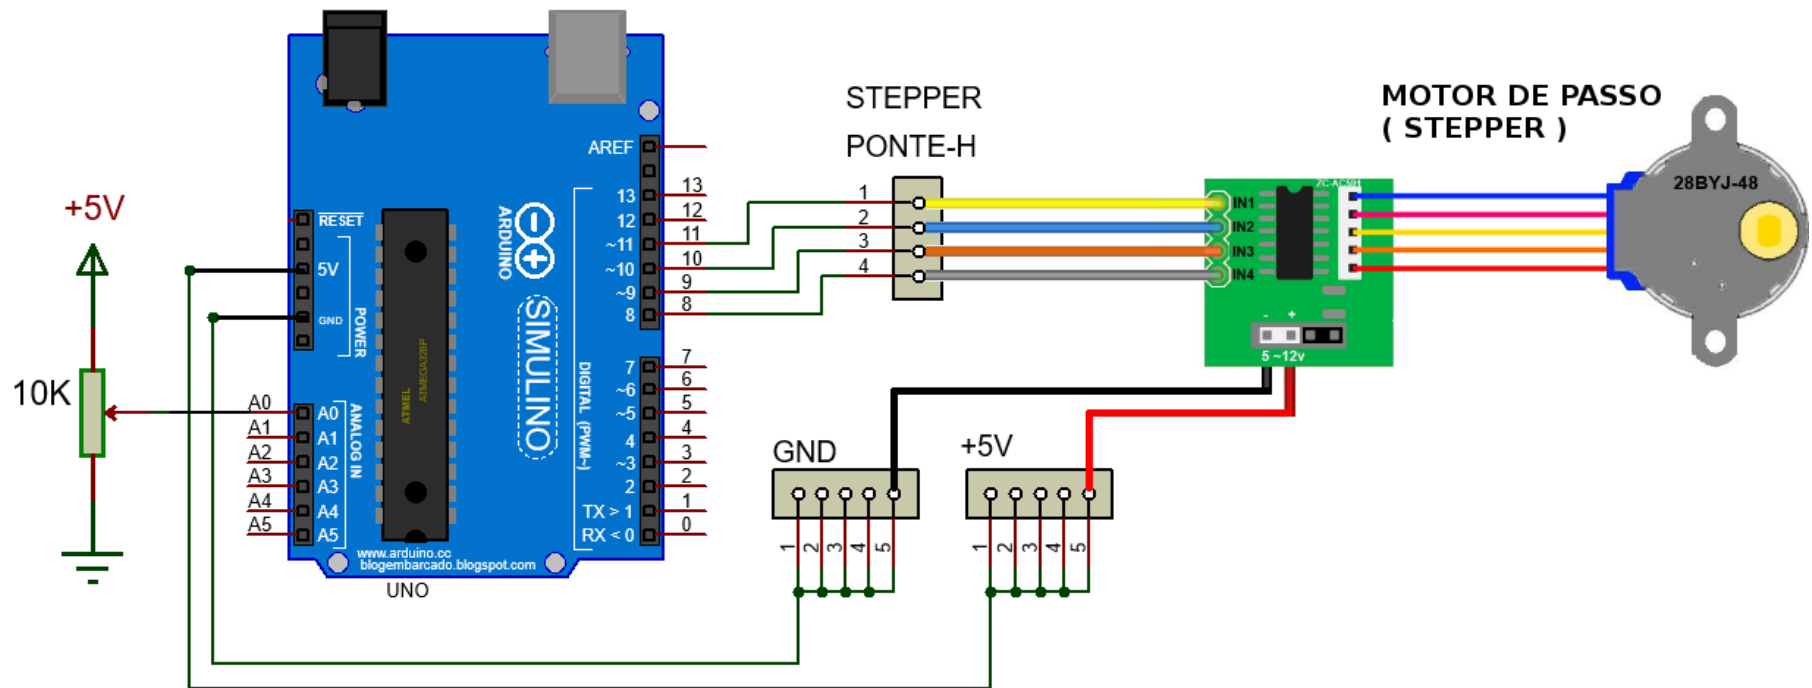 +5V
10K
A0
A1
A2
A3
A4
A5
RESET
5V
GND
POWER
A0
A1
A2
A3
A4
A5
ANALOG IN
ATMEL
ATMEGA328P
ARDUINO
SIMULINO
www.arduino.cc
blogembarcado.blogspot.com
UNO
AREF
13
12
~11
~10
~9
8
7
~6
~5
4
~3
2
TX > 1
RX < 0
DIGITAL (PWM~)
13
12
11
10
9
8
7
6
5
4
3
2
1
0
STEPPER
PONTE-H
1
2
3
4
IN1
IN2
IN3
IN4
- +
5 ~12v
MOTOR DE PASSO
( STEPPER )
28BYJ-48
GND
1
2
3
4
5
+5V
1
2
3
4
5